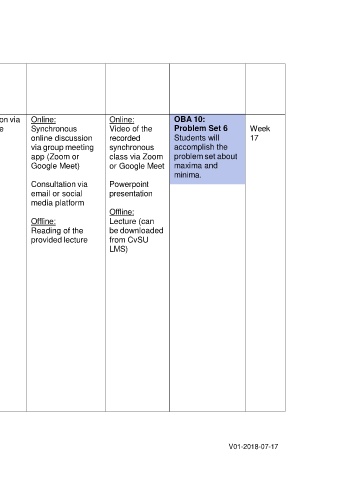 on via
e
Online:
Synchronous
online discussion
via group meeting
app (Zoom or
Google Meet)
Consultation via
email or social
media platform
Offline:
Reading of the
provided lecture
Online:
Video of the
recorded
synchronous
class via Zoom
or Google Meet
Powerpoint
presentation
Offline:
Lecture (can
be downloaded
from CvSU
LMS)
OBA 10:
Problem Set 6
Students will
accomplish the
problem set about
maxima and
minima.
Week
17
V01-2018-07-17